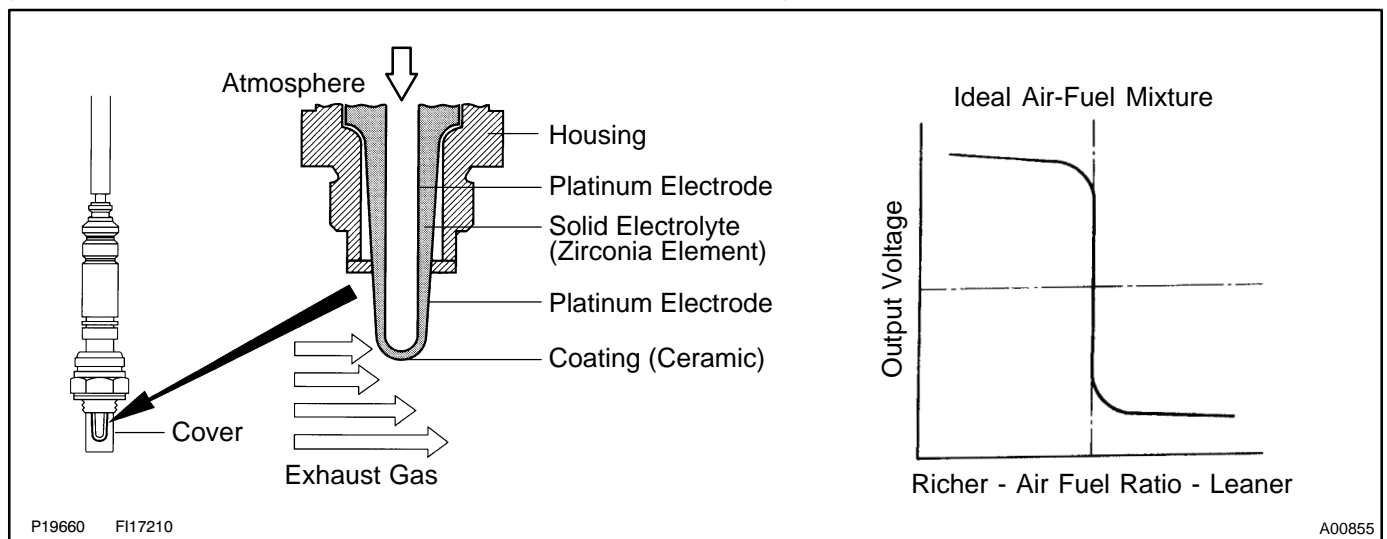 Atmosphere
Housing
Platinum Electrode
Solid Electrolyte
(Zirconia Element)
Platinum Electrode
Coating (Ceramic)
Cover
Exhaust Gas
Ideal Air-Fuel Mixture
Output Voltage
Richer - Air Fuel Ratio - Leaner
P19660 FI17210
A00855